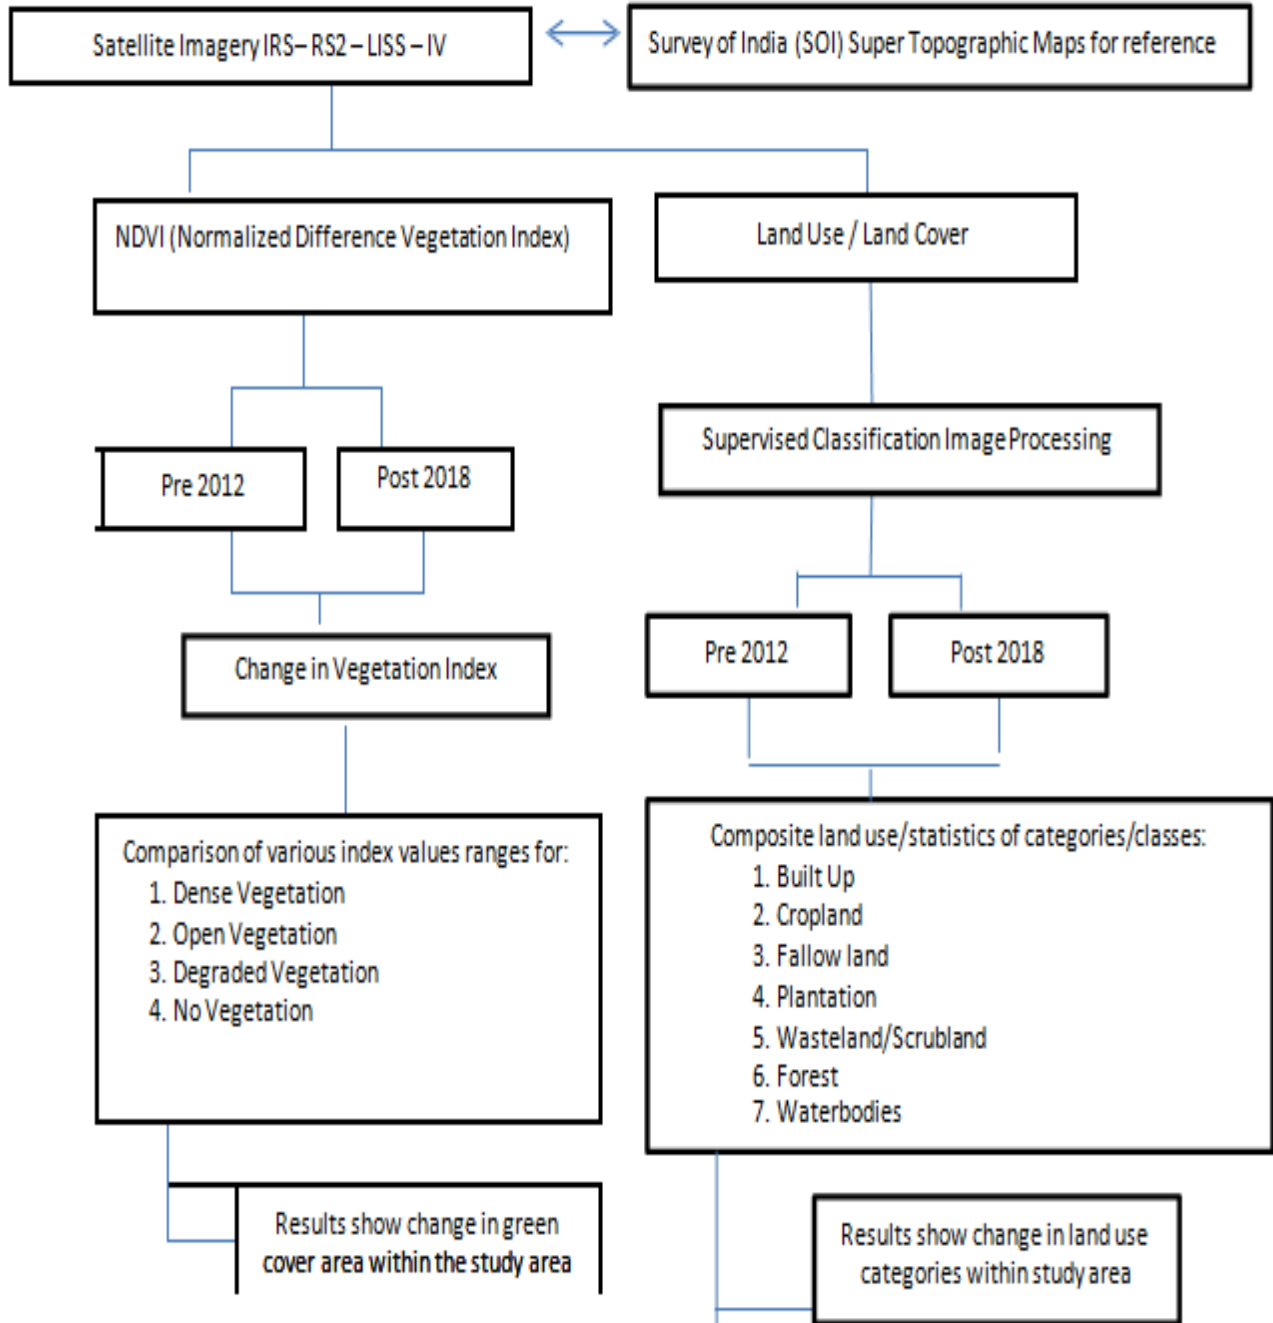 Satellite Imagery IRS– RS2 – LISS – IV
Survey of India (SOI) Super Topographic Maps for reference
NDVI (Normalized Difference Vegetation Index)
Land Use / Land Cover
Supervised Classification Image Processing
Pre 2012
Post 2018
Change in Vegetation Index
Pre 2012
Post 2018
Comparison of various index values ranges for:
1. Dense Vegetation
2. Open Vegetation
3. Degraded Vegetation
4. No Vegetation
Composite land use/statistics of categories/classes:
1. Built Up
2. Cropland
3. Fallow land
4. Plantation
5. Wasteland/Scrubland
6. Forest
7. Waterbodies
Results show change in green
cover area within the study area
Results show change in land use
categories within study area